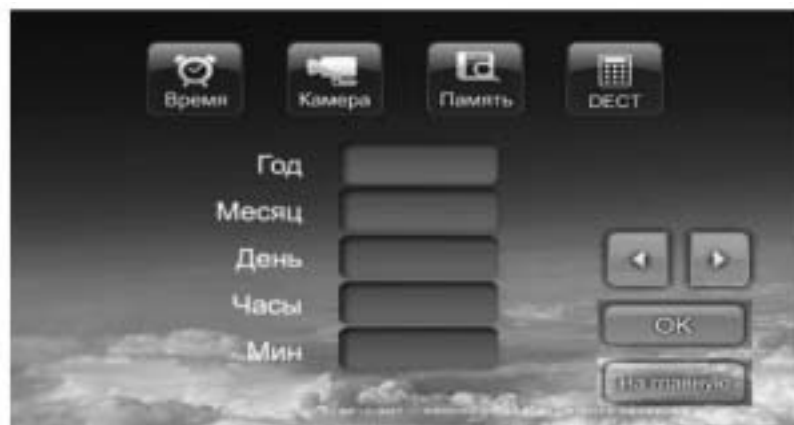 Время Камера Память DECT
Год
Месяц
День
Часы
Мин
OK
На главную